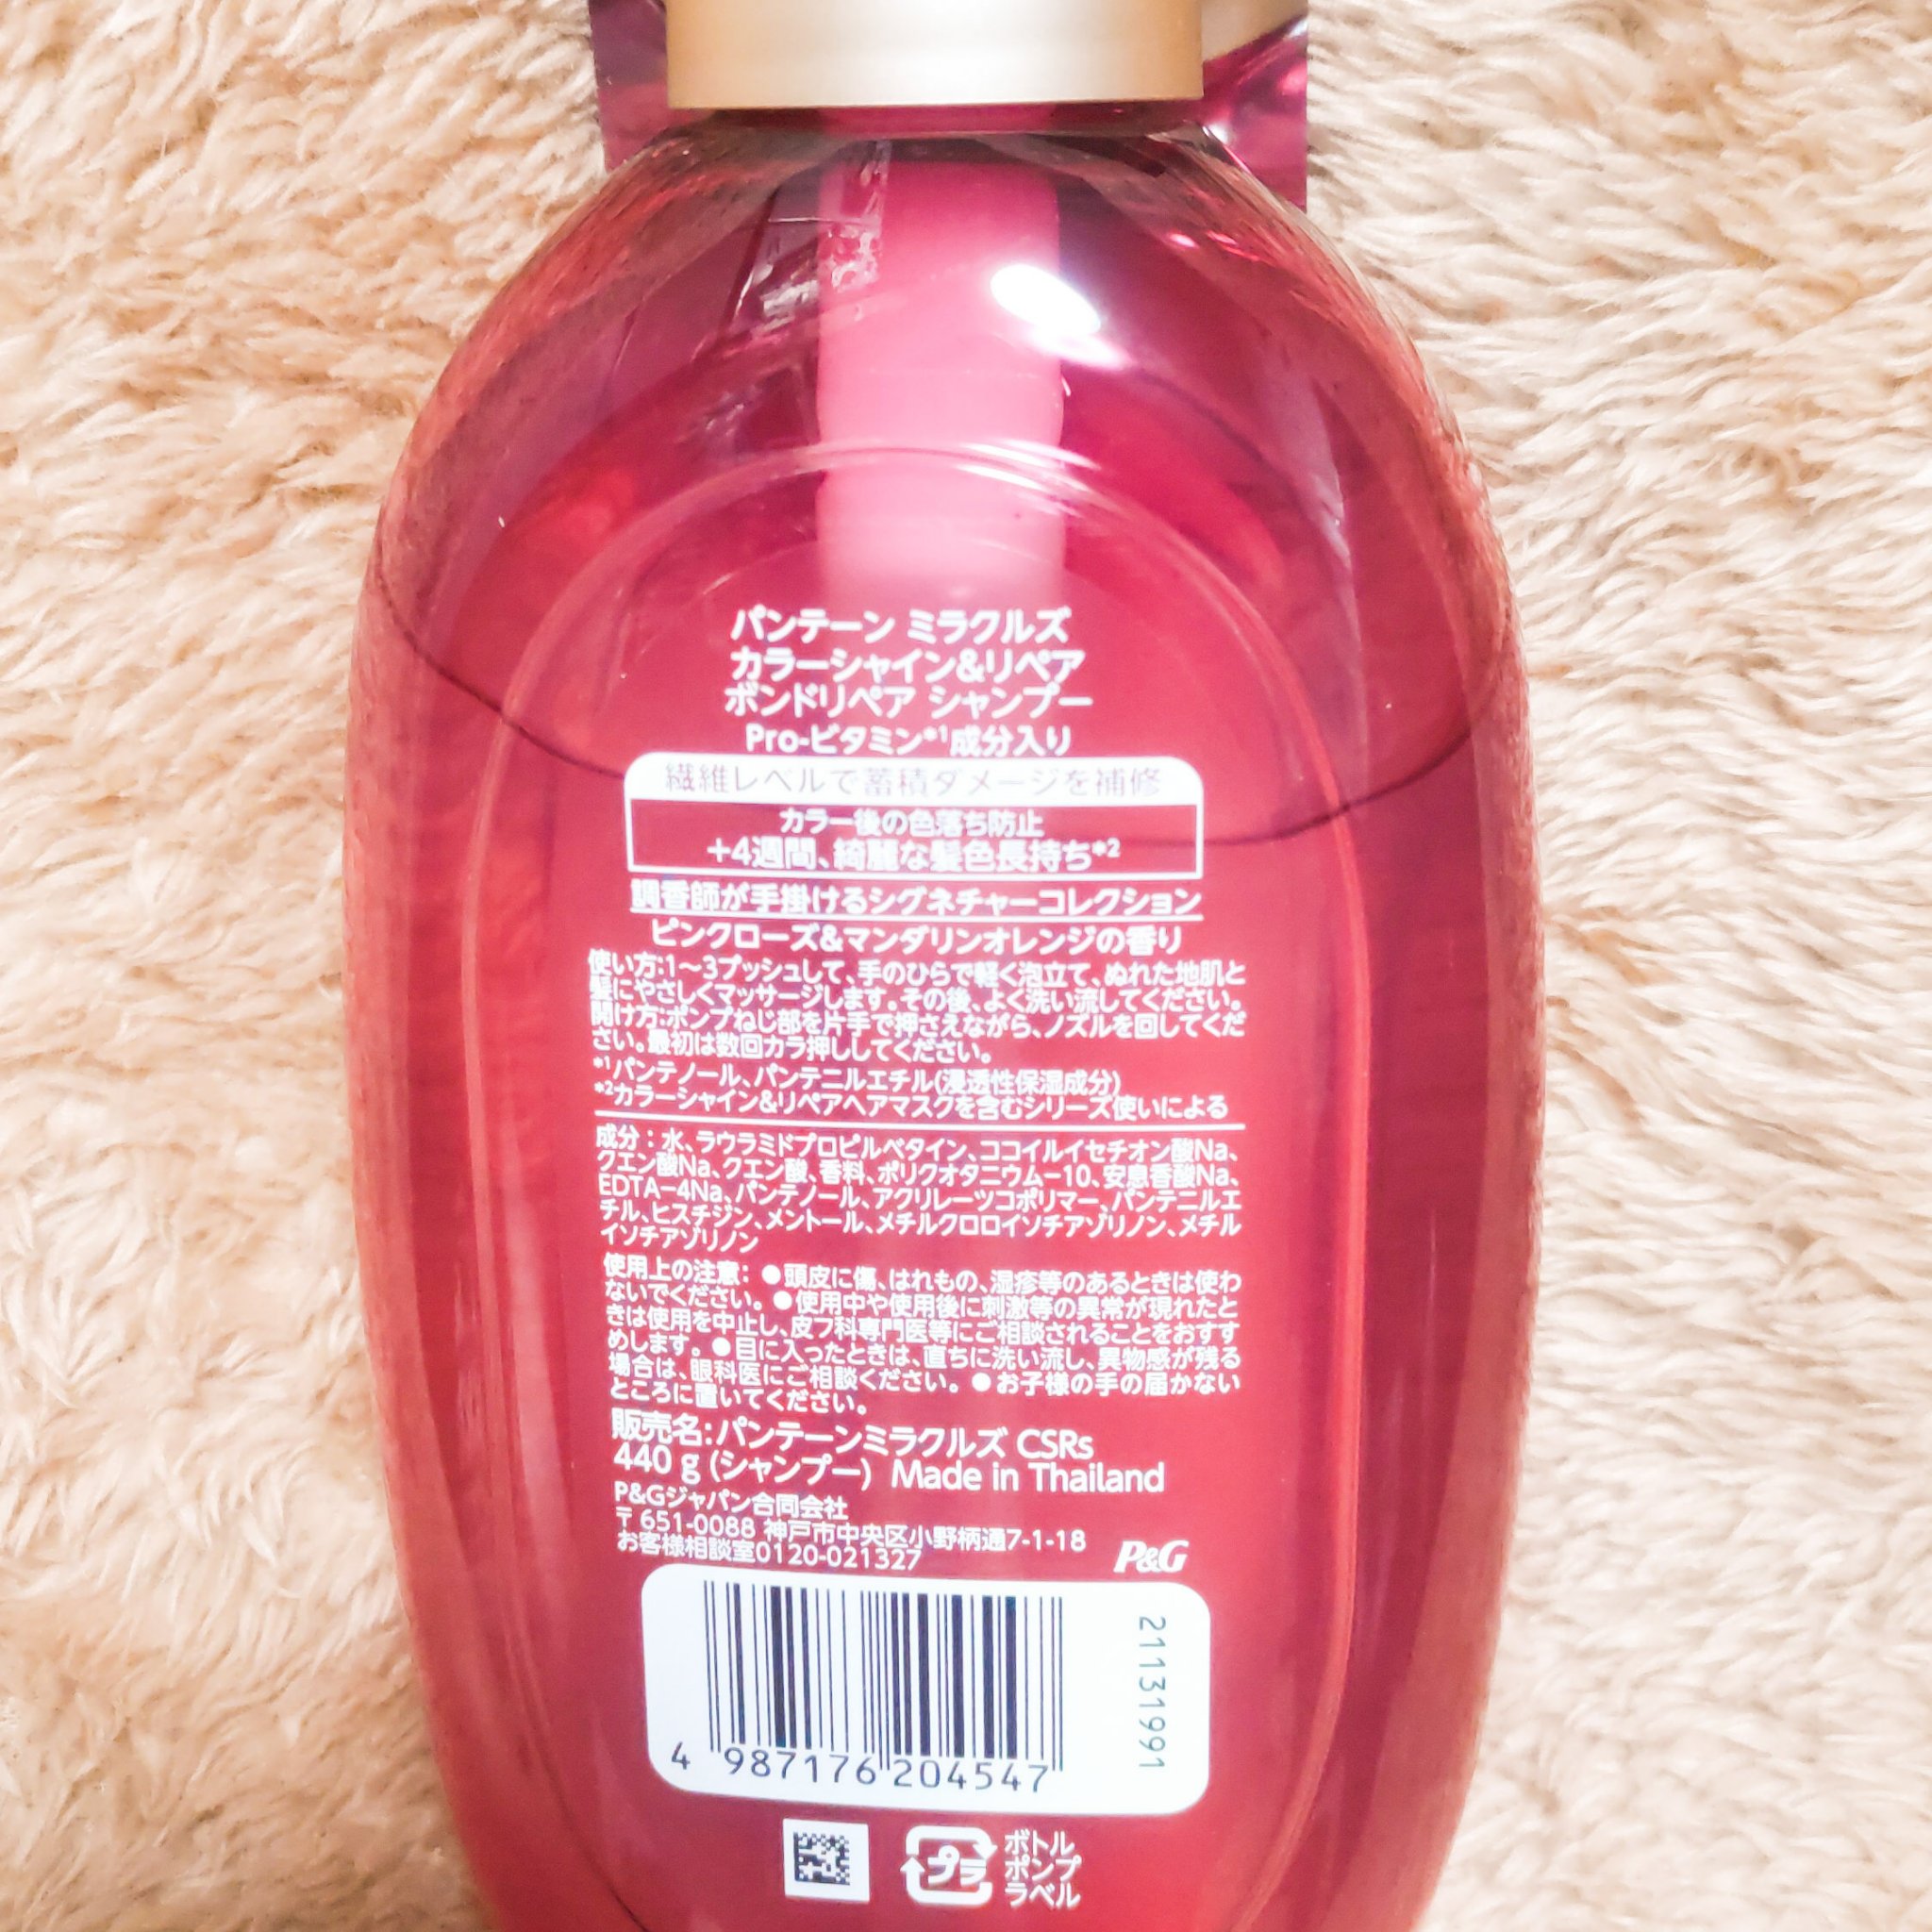 パンテーン ミラクルズ
カラーシャイン&リペア
ボンドリペア シャンプー
Pro-ビタミン*1成分入り
繊維レベルで蓄積ダメージを補修
カラー後の色落ち防止
+4週間、綺麗な髪色長持ち*2
調香師が手掛けるシグネチャーコレクション
ピンクローズ&マンダリンオレンジの香り
使い方:1〜3プッシュして、手のひらで軽く泡立て、ぬれた地肌と
髪にやさしくマッサージします。その後、よく洗い流してください。
開け方:ポンプねじ部を片手で押さえながら、ノズルを回してくだ
さい。最初は数回カラ押ししてください。
*1パンテノール、パンテニルエチル(浸透性保湿成分)
*2カラーシャイン&リペアヘアマスクを含むシリーズ使いによる
成分:水、ラウラミドプロピルベタイン、ココイルイセチオン酸Na、
クエン酸Na、クエン酸、香料、ポリクオタニウム-10、安息香酸Na、
EDTA-4Na、パンテノール、アクリレーツコポリマー、パンテニルエ
チル、ヒスチジン、メントール、メチルクロロイソチアゾリノン、メチル
イソチアゾリノン
使用上の注意: ●頭皮に傷、はれもの、湿疹等のあるときは使わ
ないでください。●使用中や使用後に刺激等の異常が現れたと
きは使用を中止し、皮フ科専門医等にご相談されることをおすす
めします。●目に入ったときは、直ちに洗い流し、異物感が残る
場合は、眼科医にご相談ください。●お子様の手の届かない
ところに置いてください。
販売名:パンテーンミラクルズ CSRs
440 g (シャンプー) Made in Thailand
P&Gジャパン合同会社
〒651-0088 神戸市中央区小野柄通7-1-18
お客様相談室0120-021327
P&G
21131991
4 987176 204547
プラ
ボトル
ポンプ
ラベル